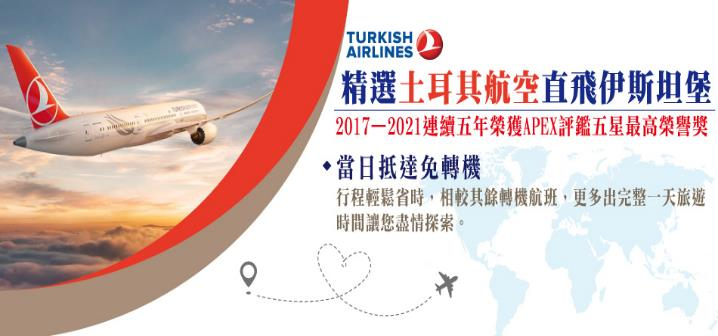 TURKISH
AIRLINES
精選土耳其航空直飛伊斯坦堡
2017—2021連續五年榮獲APEX評鑑五星最高榮譽獎
當日抵達免轉機
行程輕鬆省時，相較其餘轉機航班，更多出完整一天旅遊
時間讓您盡情探索。
TURKISH AIRLINES